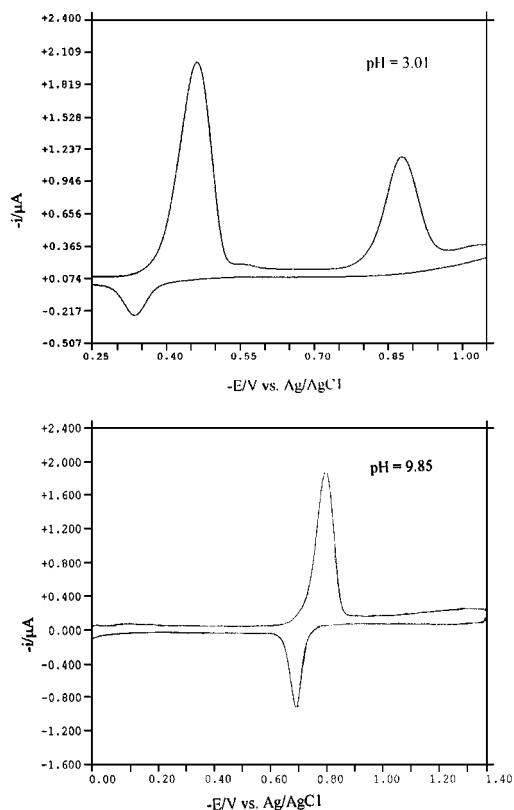 +2.400
+2.109
+1.819
+1.528
+1.237
+0.946
+0.656
+0.365
+0.074
-0.217
-0.507
-i/µA
pH = 3.01
0.25 0.40 0.55 0.70 0.85 1.00
-E/V vs. Ag/AgCl
+2.400
+2.000
+1.600
+1.200
+0.800
+0.400
0.000
-0.400
-0.800
-1.200
-1.600
-i/µA
pH = 9.85
0.00 0.20 0.40 0.60 0.80 1.00 1.20 1.40
-E/V vs. Ag/AgCl